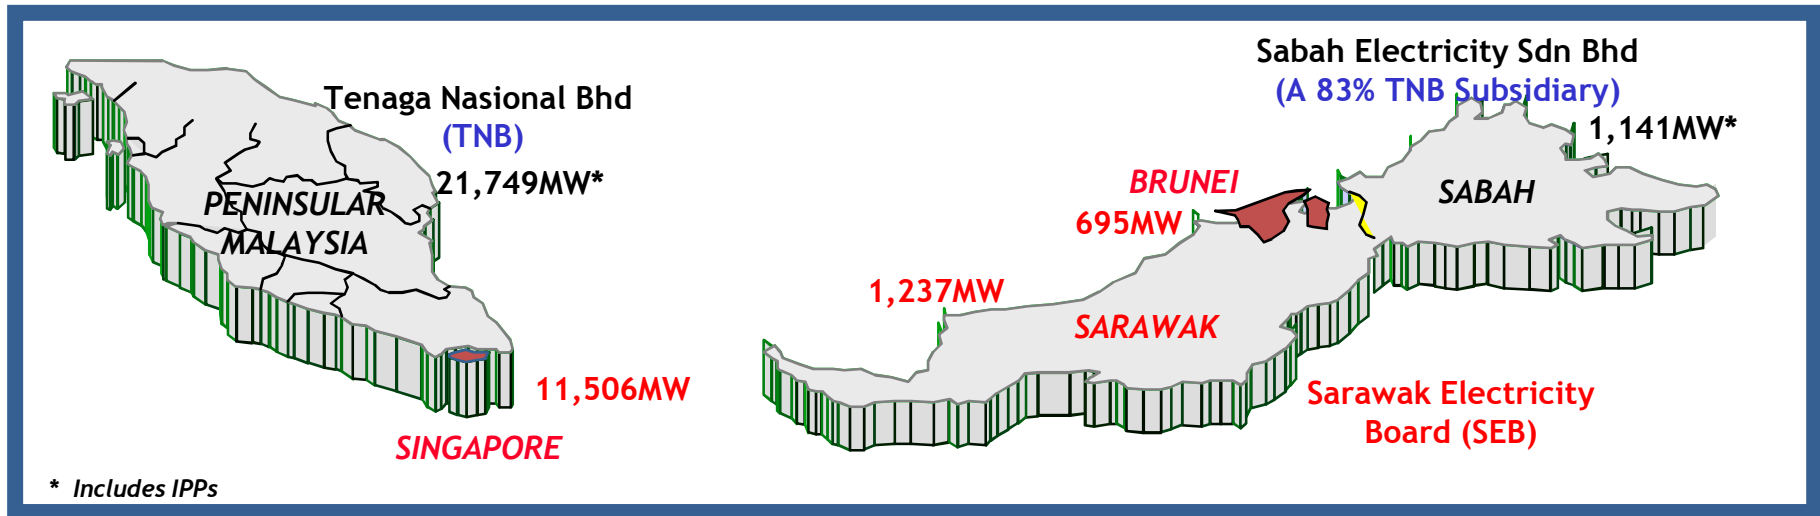 Tenaga Nasional Bhd
(TNB)
21,749MW*
PENINSULAR
MALAYSIA
11,506MW
SINGAPORE
* Includes IPPs
Sabah Electricity Sdn Bhd
(A 83% TNB Subsidiary)
1,141MW*
BRUNEI
695MW
SABAH
1,237MW
SARAWAK
Sarawak Electricity
Board (SEB)